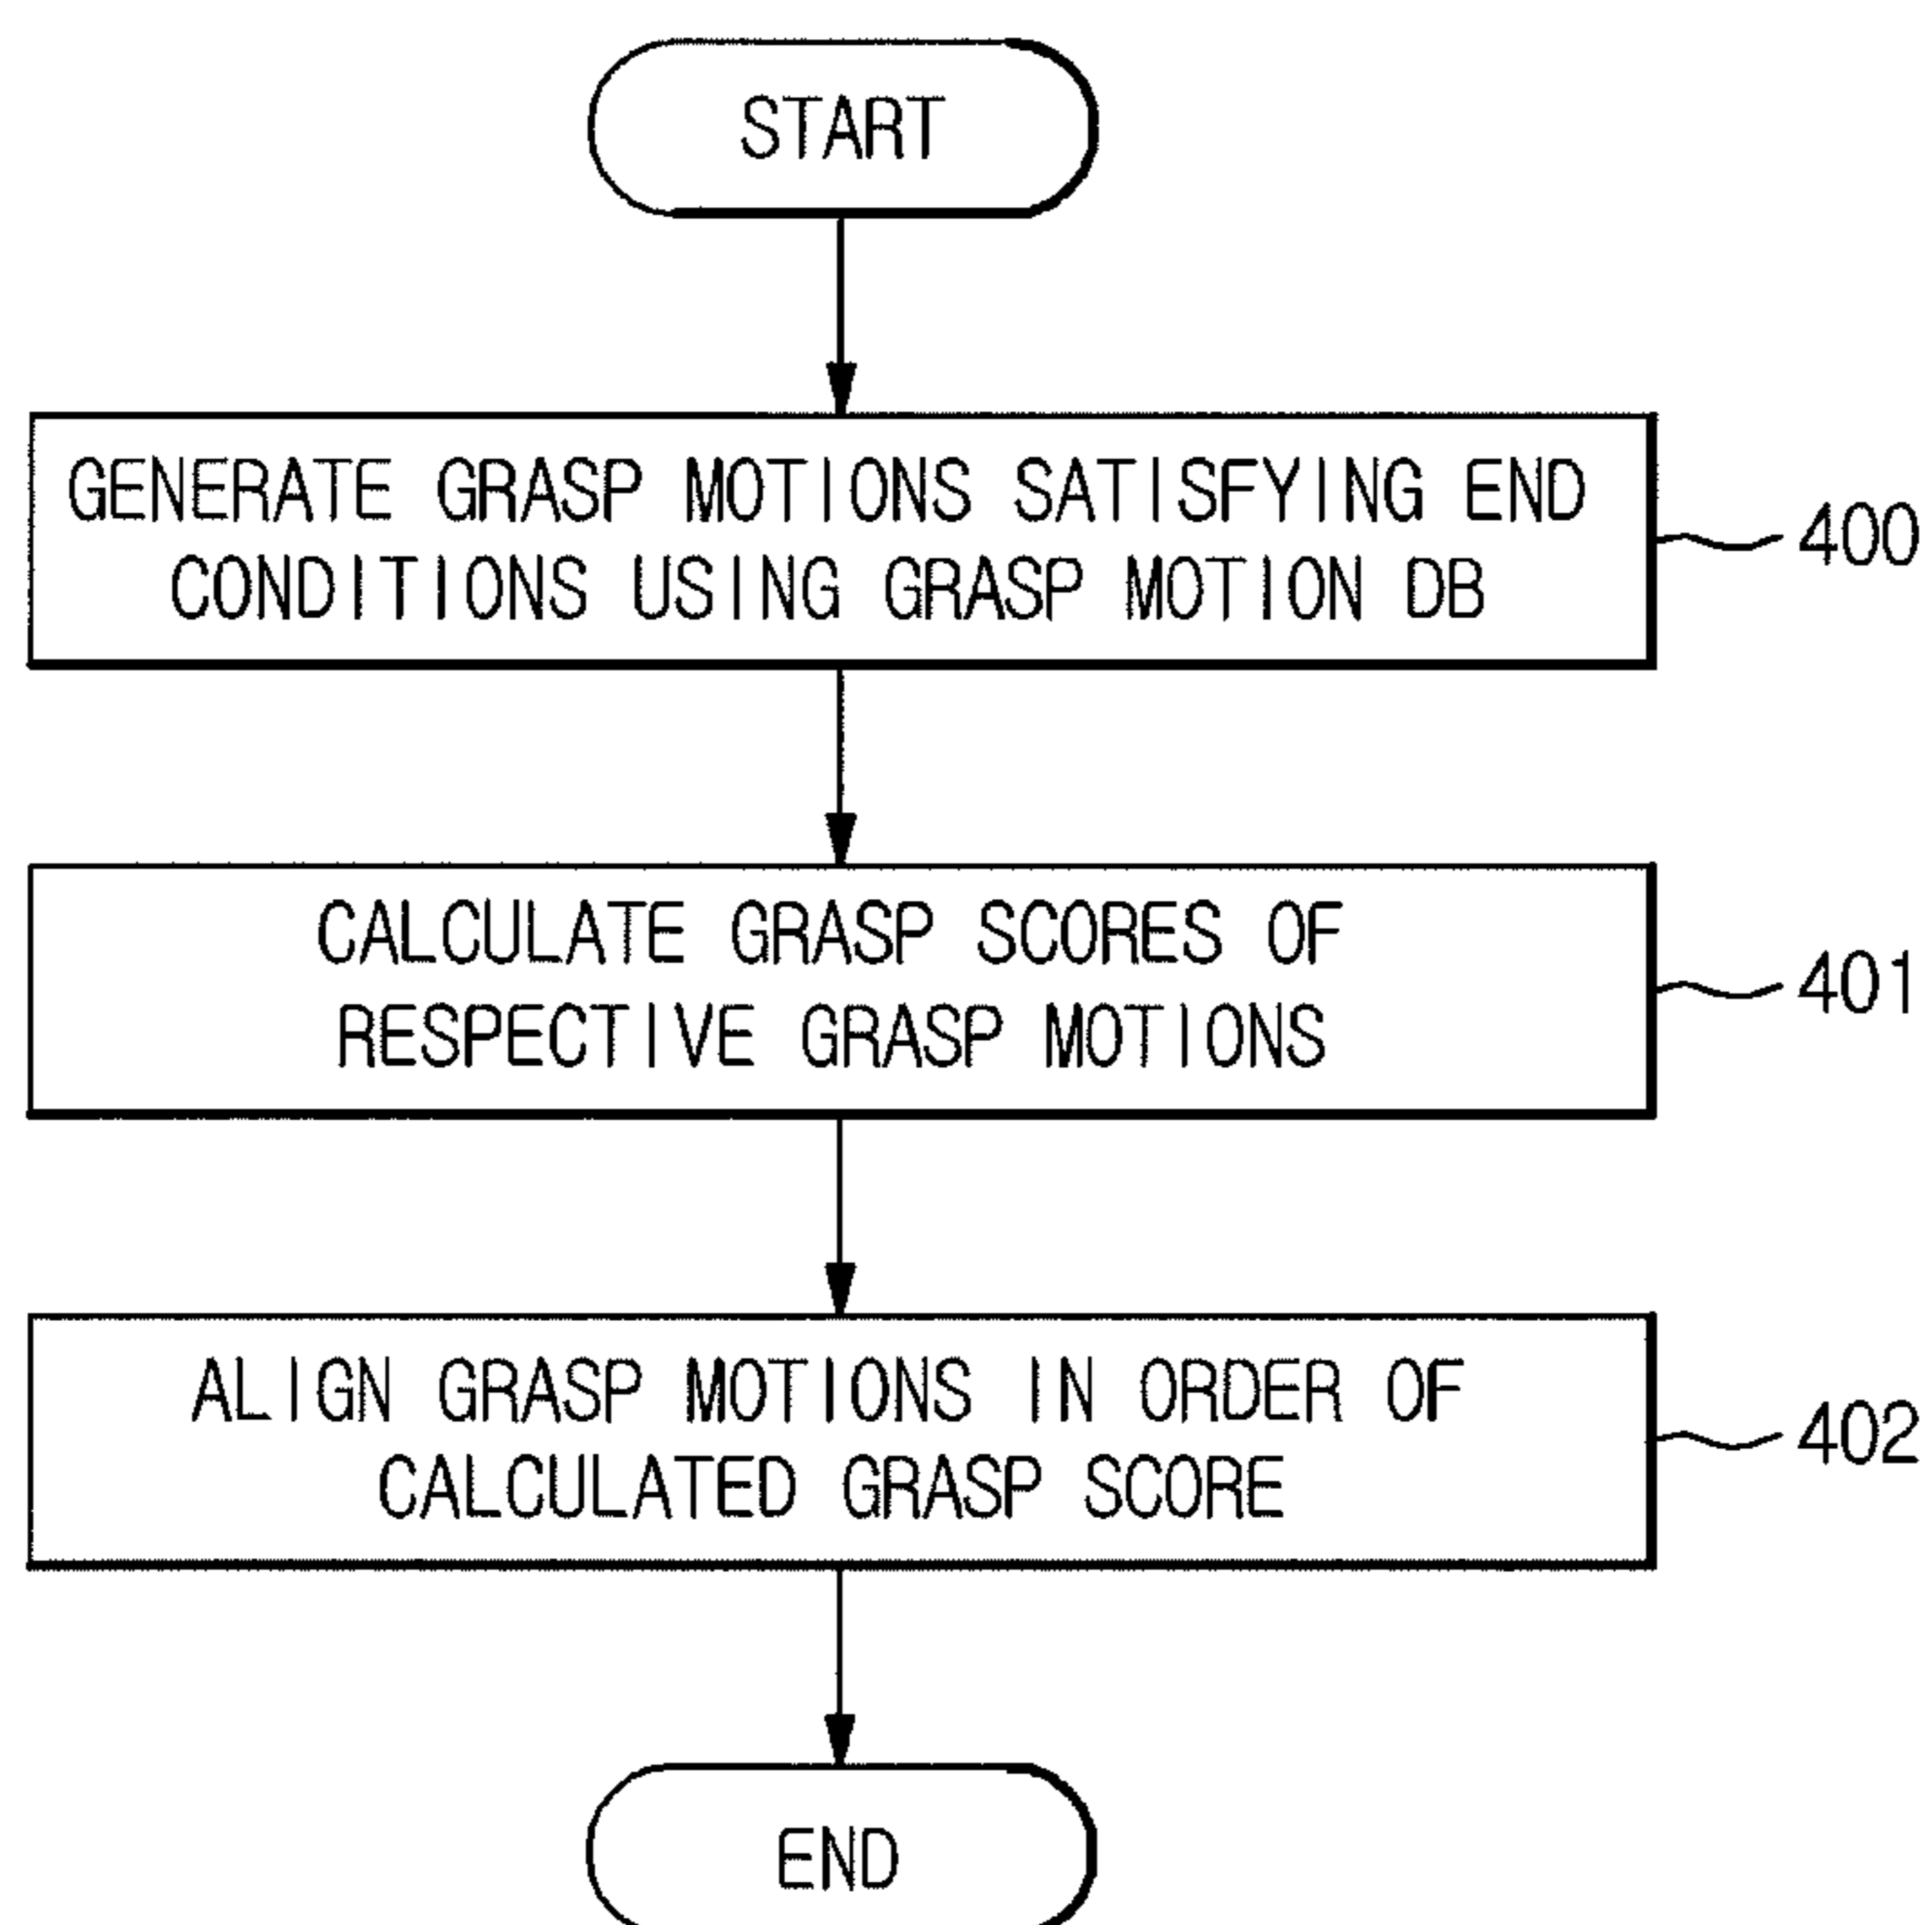 START
GENERATE GRASP MOTIONS SATISFYING END
CONDITIONS USING GRASP MOTION DB
400
CALCULATE GRASP SCORES OF
RESPECTIVE GRASP MOTIONS
401
ALIGN GRASP MOTIONS IN ORDER OF
CALCULATED GRASP SCORE
402
END